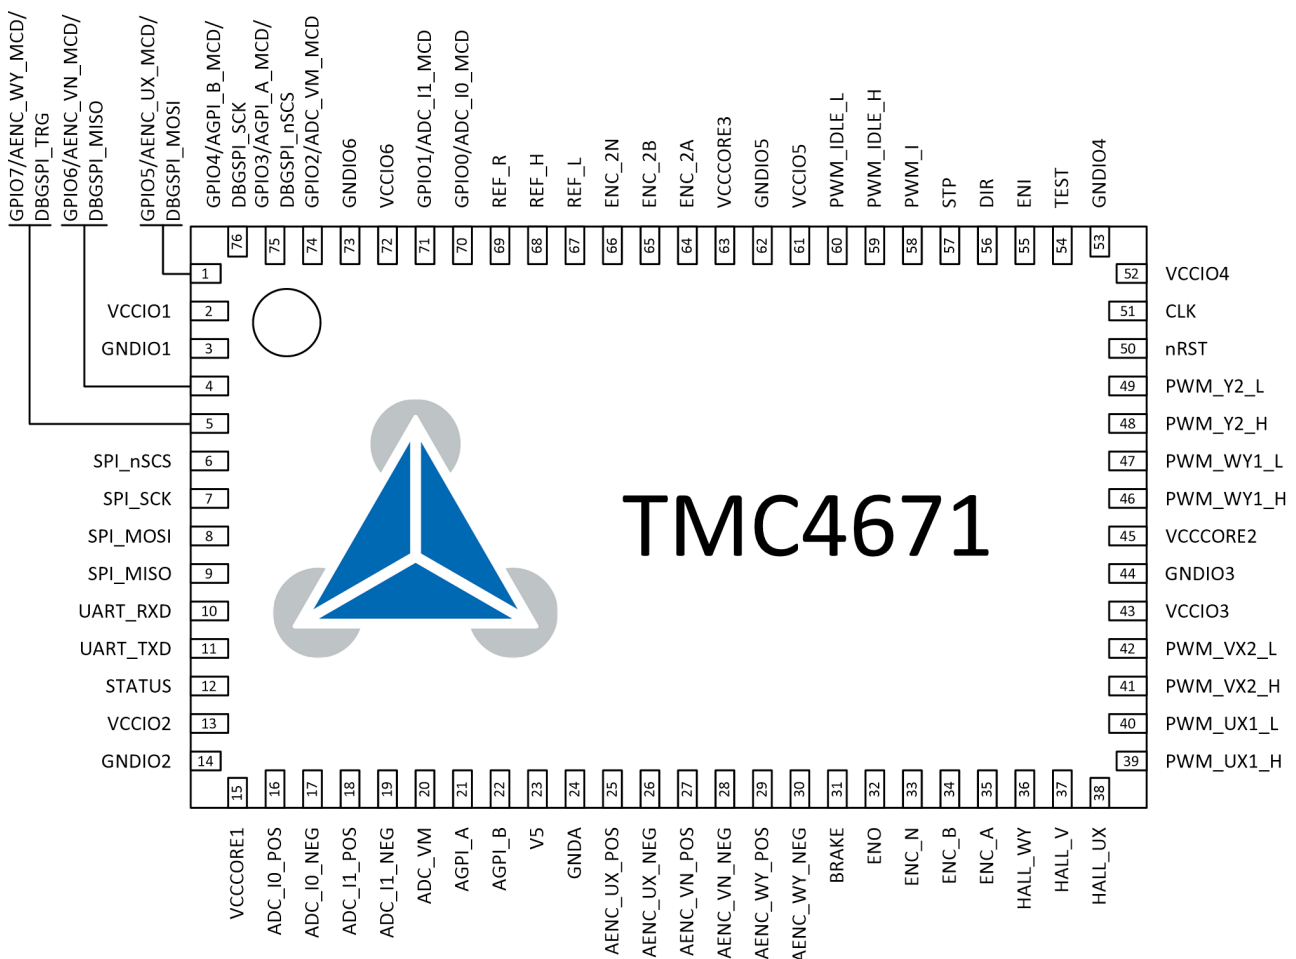 GPIO7/AENC_WY_MCD/
DBGSPI_TRG
GPIO6/AENC_VN_MCD/
DBGSPI_MISO
GPIO5/AENC_UX_MCD/
DBGSPI_MOSI
GPIO4/AGPI_B_MCD/
DBGSPI_SCK
GPIO3/AGPI_A_MCD/
DBGSPI_nSCS
GPIO2/ADC_VM_MCD
GNDIO6
VCCIO6
GPIO1/ADC_I1_MCD
GPIO0/ADC_I0_MCD
REF_R
REF_H
REF_L
ENC_2N
ENC_2B
ENC_2A
VCCCORE3
GNDIO5
VCCIO5
PWM_IDLE_L
PWM_IDLE_H
PWM_I
STP
DIR
ENI
TEST
GNDIO4
76
75
74
73
72
71
70
69
68
67
66
65
64
63
62
61
60
59
58
57
56
55
54
53
1
VCCIO1 2
GNDIO1 3
4
5
SPI_nSCS 6
SPI_SCK 7
SPI_MOSI 8
SPI_MISO 9
UART_RXD 10
UART_TXD 11
STATUS 12
VCCIO2 13
GNDIO2 14
TMC4671
52 VCCIO4
51 CLK
50 nRST
49 PWM_Y2_L
48 PWM_Y2_H
47 PWM_WY1_L
46 PWM_WY1_H
45 VCCCORE2
44 GNDIO3
43 VCCIO3
42 PWM_VX2_L
41 PWM_VX2_H
40 PWM_UX1_L
39 PWM_UX1_H
15
16
17
18
19
20
21
22
23
24
25
26
27
28
29
30
31
32
33
34
35
36
37
38
VCCCORE1
ADC_I0_POS
ADC_I0_NEG
ADC_I1_POS
ADC_I1_NEG
ADC_VM
AGPI_A
AGPI_B
V5
GNDA
AENC_UX_POS
AENC_UX_NEG
AENC_VN_POS
AENC_VN_NEG
AENC_WY_POS
AENC_WY_NEG
BRAKE
ENO
ENC_N
ENC_B
ENC_A
HALL_WY
HALL_V
HALL_UX